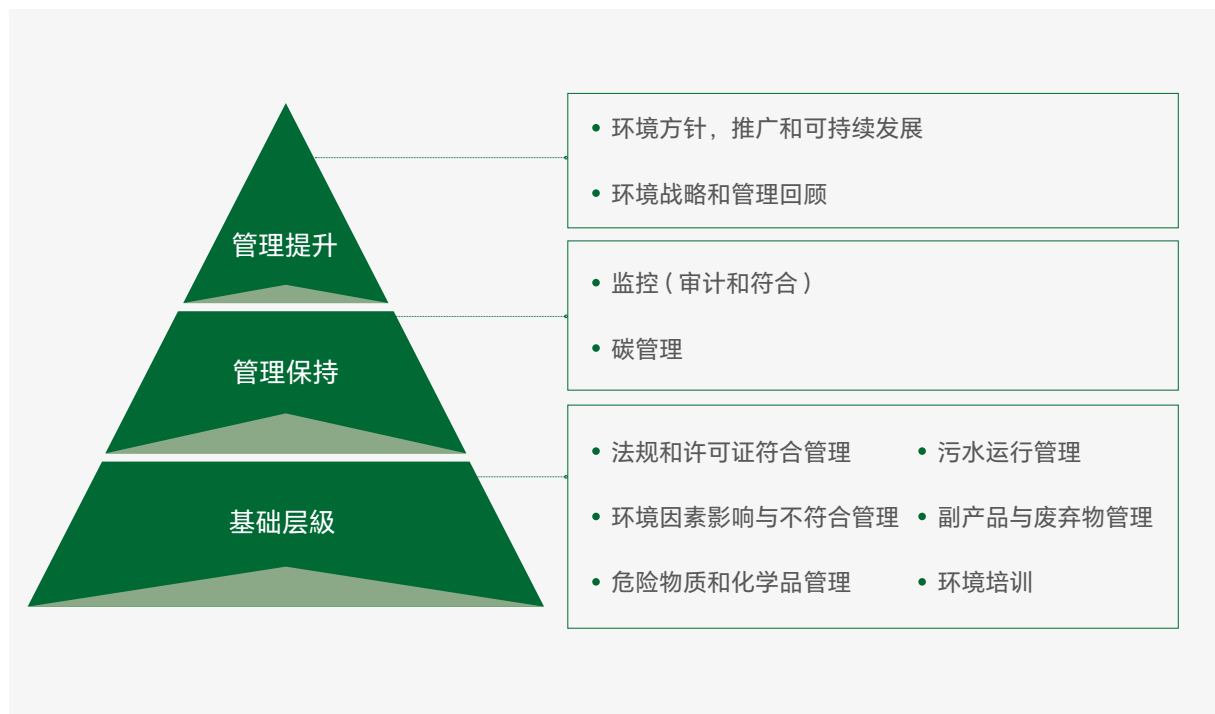 管理提升
环境方针，推广和可持续发展
环境战略和管理回顾
管理保持
监控（审计和符合）
碳管理
基础层級
法规和许可证符合管理
环境因素影响与不符合管理
危险物质和化学品管理
污水运行管理
副产品与废弃物管理
环境培训